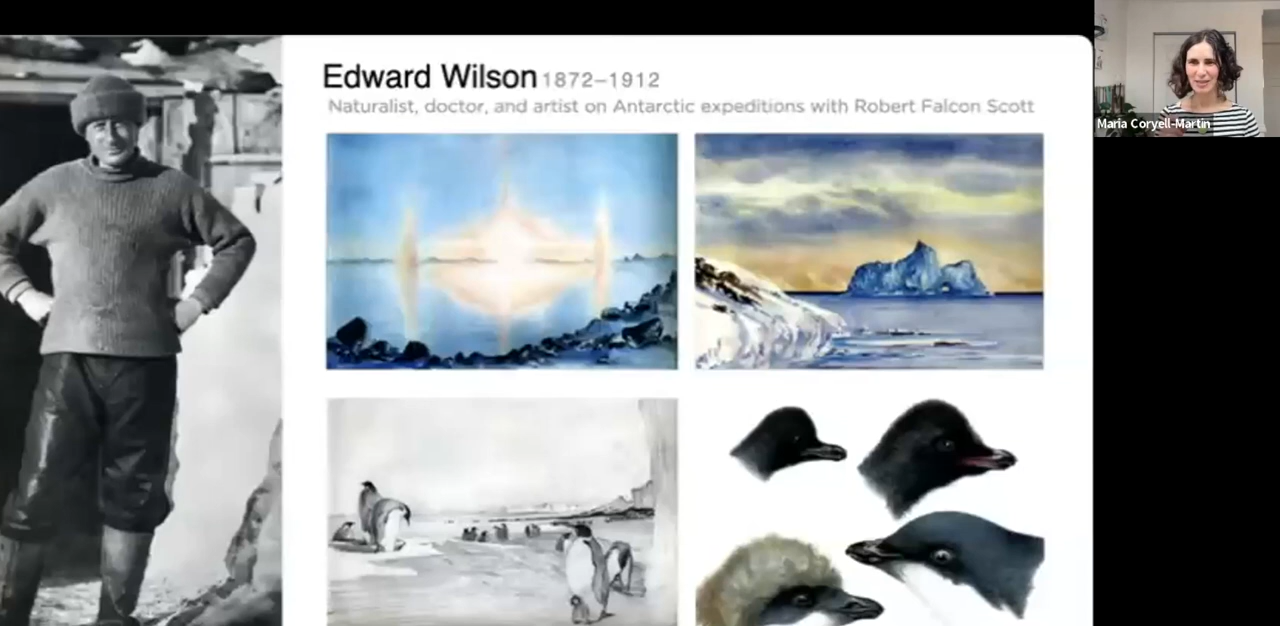 Edward Wilson 1872–1912
Naturalist, doctor, and artist on Antarctic expeditions with Robert Falcon Scott
Maria Coryell-Martin